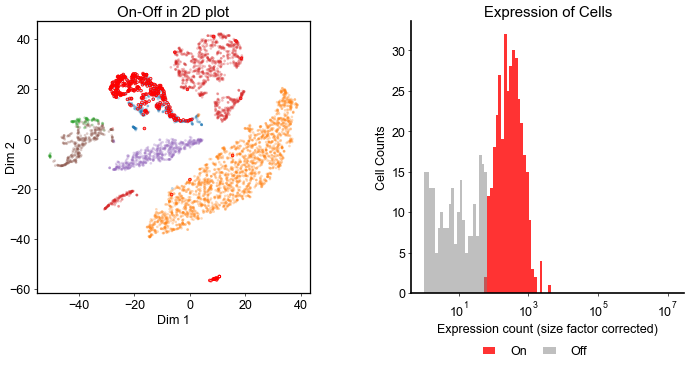 On-Off in 2D plot
40
20
0
−20
−40
−60
Dim 2
−40 −20 0 20 40
Dim 1
Expression of Cells
30
25
20
15
10
5
0
Cell Counts
10^1 10^3 10^5 10^7
Expression count (size factor corrected)
On Off